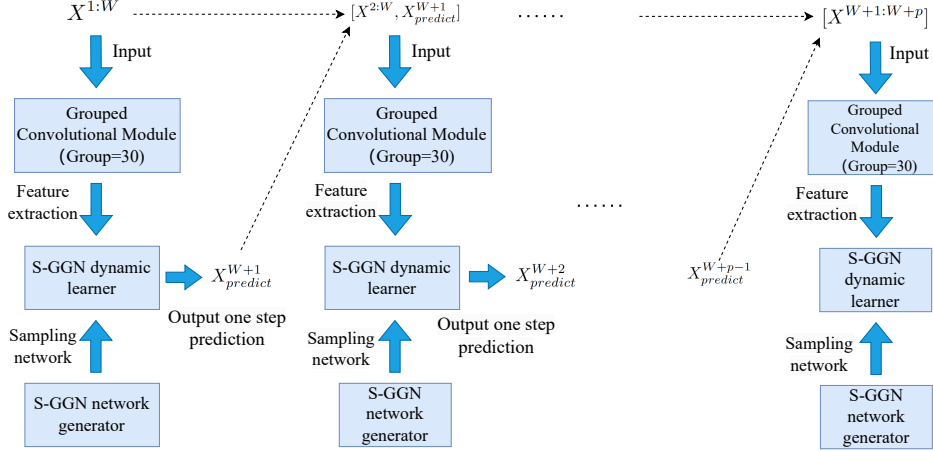 X^{1:W}
Input
Grouped
Convolutional Module
(Group=30)
Feature
extraction
S-GGN dynamic
learner
X_{predict}^{W+1}
Output one step
prediction
Sampling
network
S-GGN network
generator
[X^{2:W}, X_{predict}^{W+1}]
Input
Grouped
Convolutional Module
(Group=30)
Feature
extraction
S-GGN dynamic
learner
X_{predict}^{W+2}
Output one step
prediction
Sampling
network
S-GGN
network
generator
......
......
X_{predict}^{W+p-1}
[X^{W+1:W+p}]
Input
Grouped
Convolutional
Module
(Group=30)
Feature
extraction
S-GGN
dynamic
learner
Sampling
network
S-GGN
network
generator